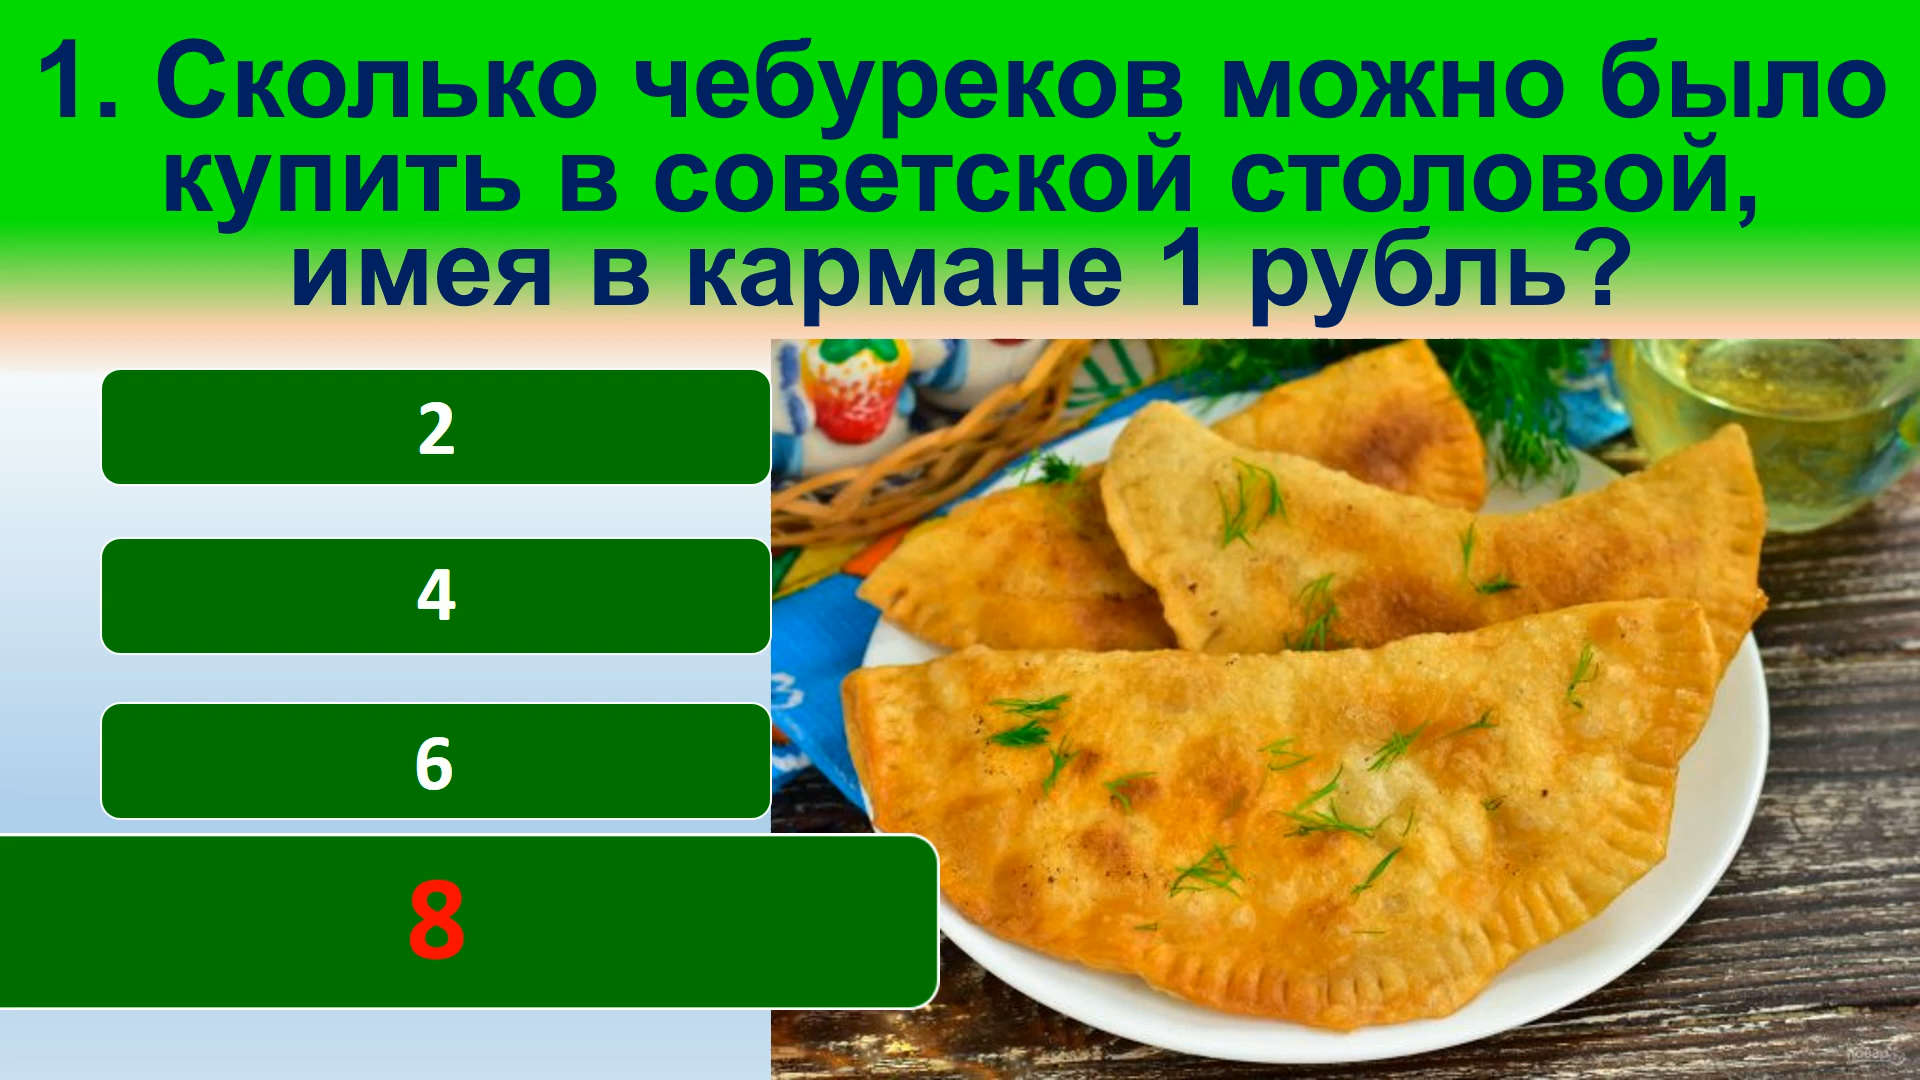 1. Сколько чебуреков можно было
купить в советской столовой,
имея в кармане 1 рубль?
2
4
6
8